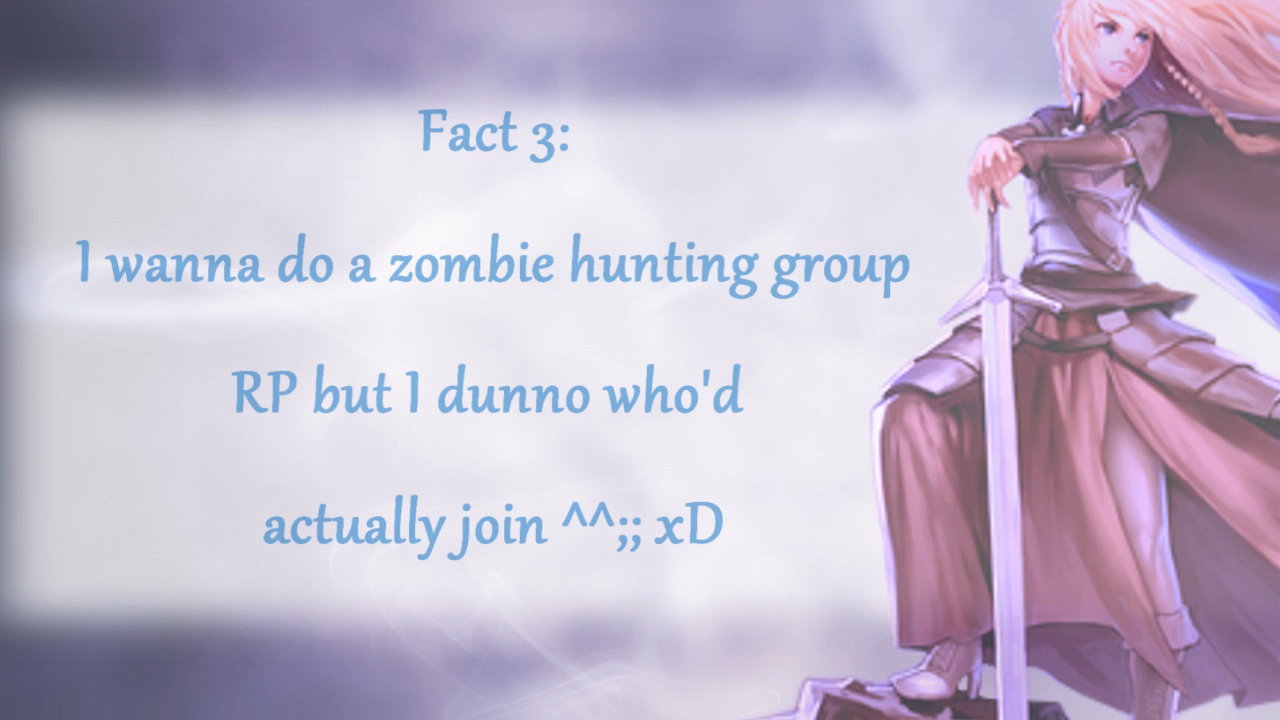 Fact 3:
I wanna do a zombie hunting group
RP but I dunno who'd
actually join ^^;; xD